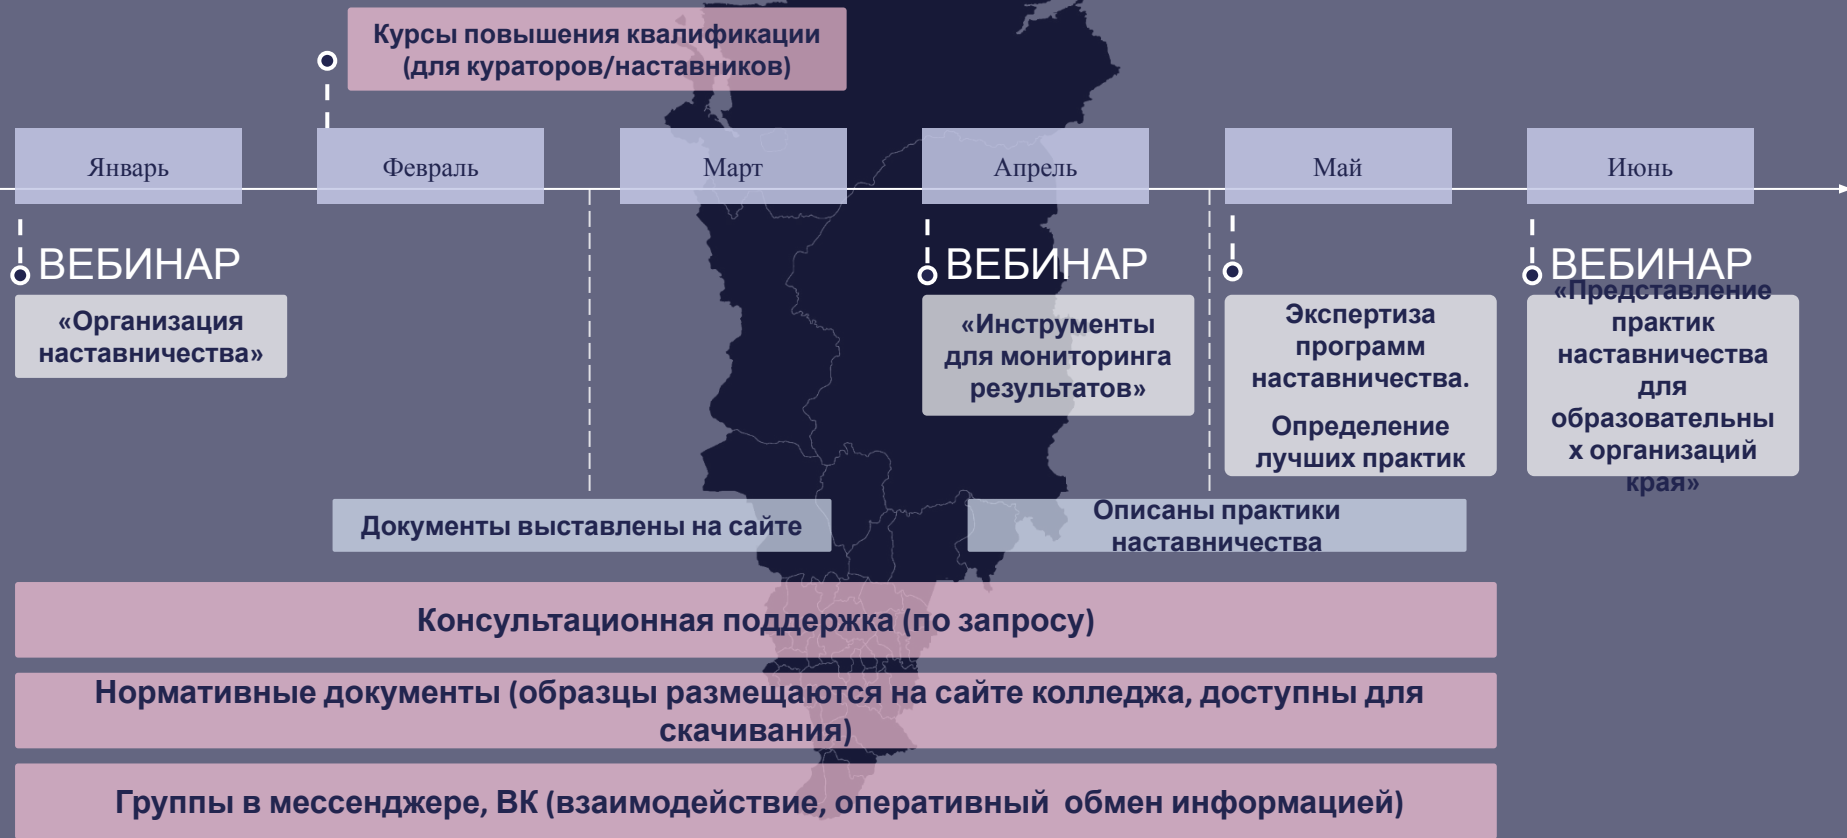 Курсы повышения квалификации
(для кураторов/наставников)
Январь
Февраль
Март
Апрель
Май
Июнь
ВЕБИНАР
«Организация
наставничества»
ВЕБИНАР
«Инструменты
для мониторинга
результатов»
Экспертиза
программ
наставничества.
Определение
лучших практик
ВЕБИНАР
«Представление
практик
наставничества
для
образовательны
х организаций
края»
Документы выставлены на сайте
Описаны практики
наставничества
Консультационная поддержка (по запросу)
Нормативные документы (образцы размещаются на сайте колледжа, доступны для
скачивания)
Группы в мессенджере, ВК (взаимодействие, оперативный обмен информацией)